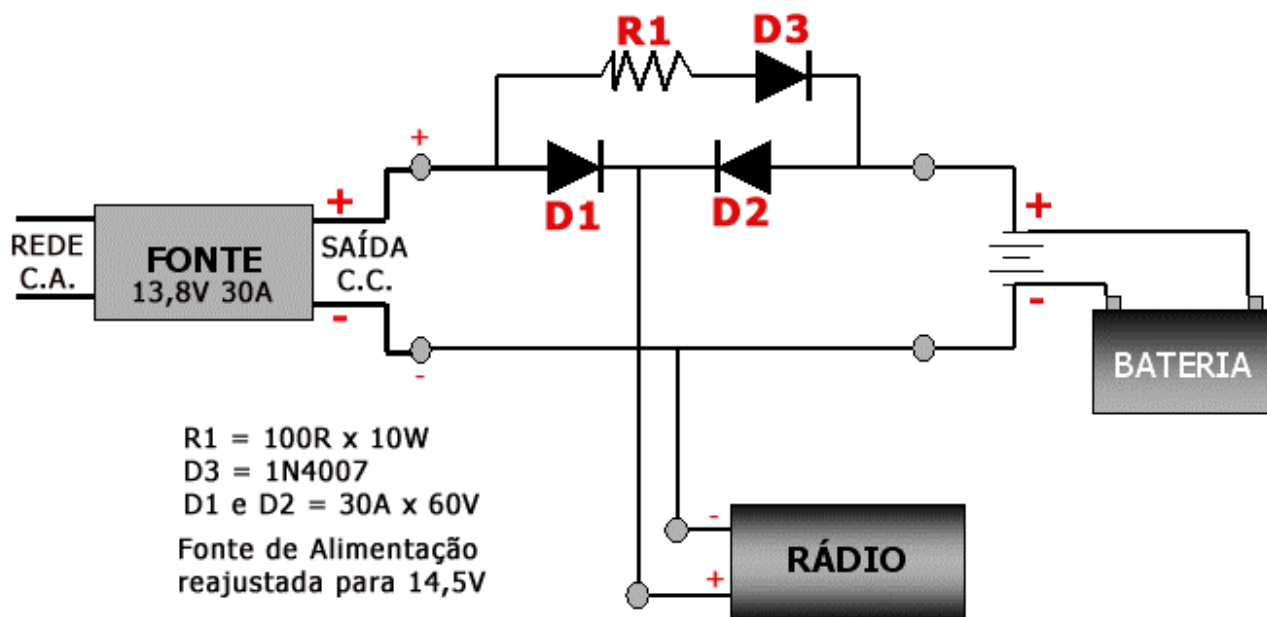 R1
D3
+
D1
D2
+
+
REDE
C.A.
FONTE
13,8V 30A
SAÍDA
C.C.
-
-
-
BATERIA
R1 = 100R x 10W
D3 = 1N4007
D1 e D2 = 30A x 60V
Fonte de Alimentação
reajustada para 14,5V
-
+
RÁDIO